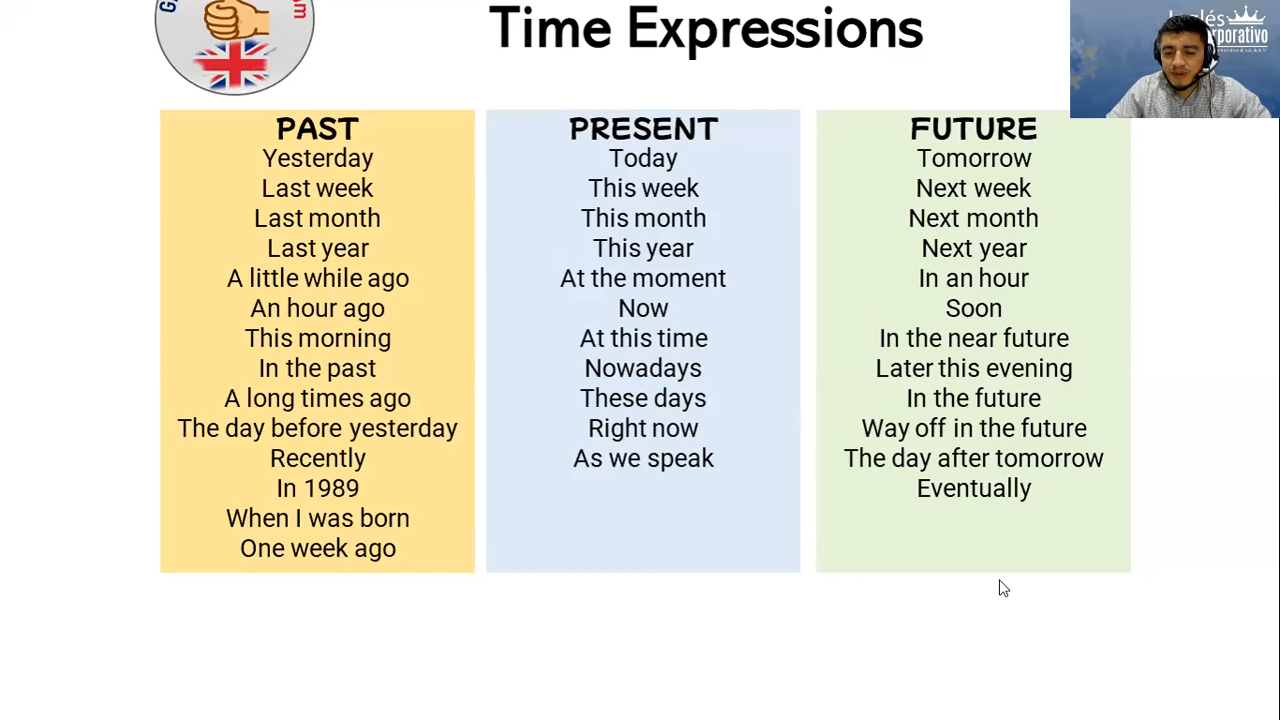 Time Expressions
PAST
Yesterday
Last week
Last month
Last year
A little while ago
An hour ago
This morning
In the past
A long times ago
The day before yesterday
Recently
In 1989
When I was born
One week ago
PRESENT
Today
This week
This month
This year
At the moment
Now
At this time
Nowadays
These days
Right now
As we speak
FUTURE
Tomorrow
Next week
Next month
Next year
In an hour
Soon
In the near future
Later this evening
In the future
Way off in the future
The day after tomorrow
Eventually